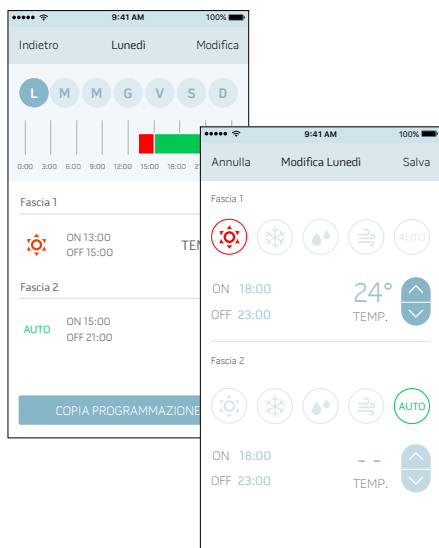 9:41 AM 100%
Indietro Lunedì Modifica
L M M G V S D
0:00 3:00 6:00 9:00 12:00 15:00 18:00
Fascia 1
ON 13:00
OFF 15:00
Fascia 2
AUTO ON 15:00
OFF 21:00
COPIA PROGRAMMAZIONE
9:41 AM 100%
Annulla Modifica Lunedì Salva
Fascia 1
AUTO
ON 18:00 24°
OFF 23:00 TEMP.
Fascia 2
AUTO
ON 18:00 - -
OFF 23:00 TEMP.